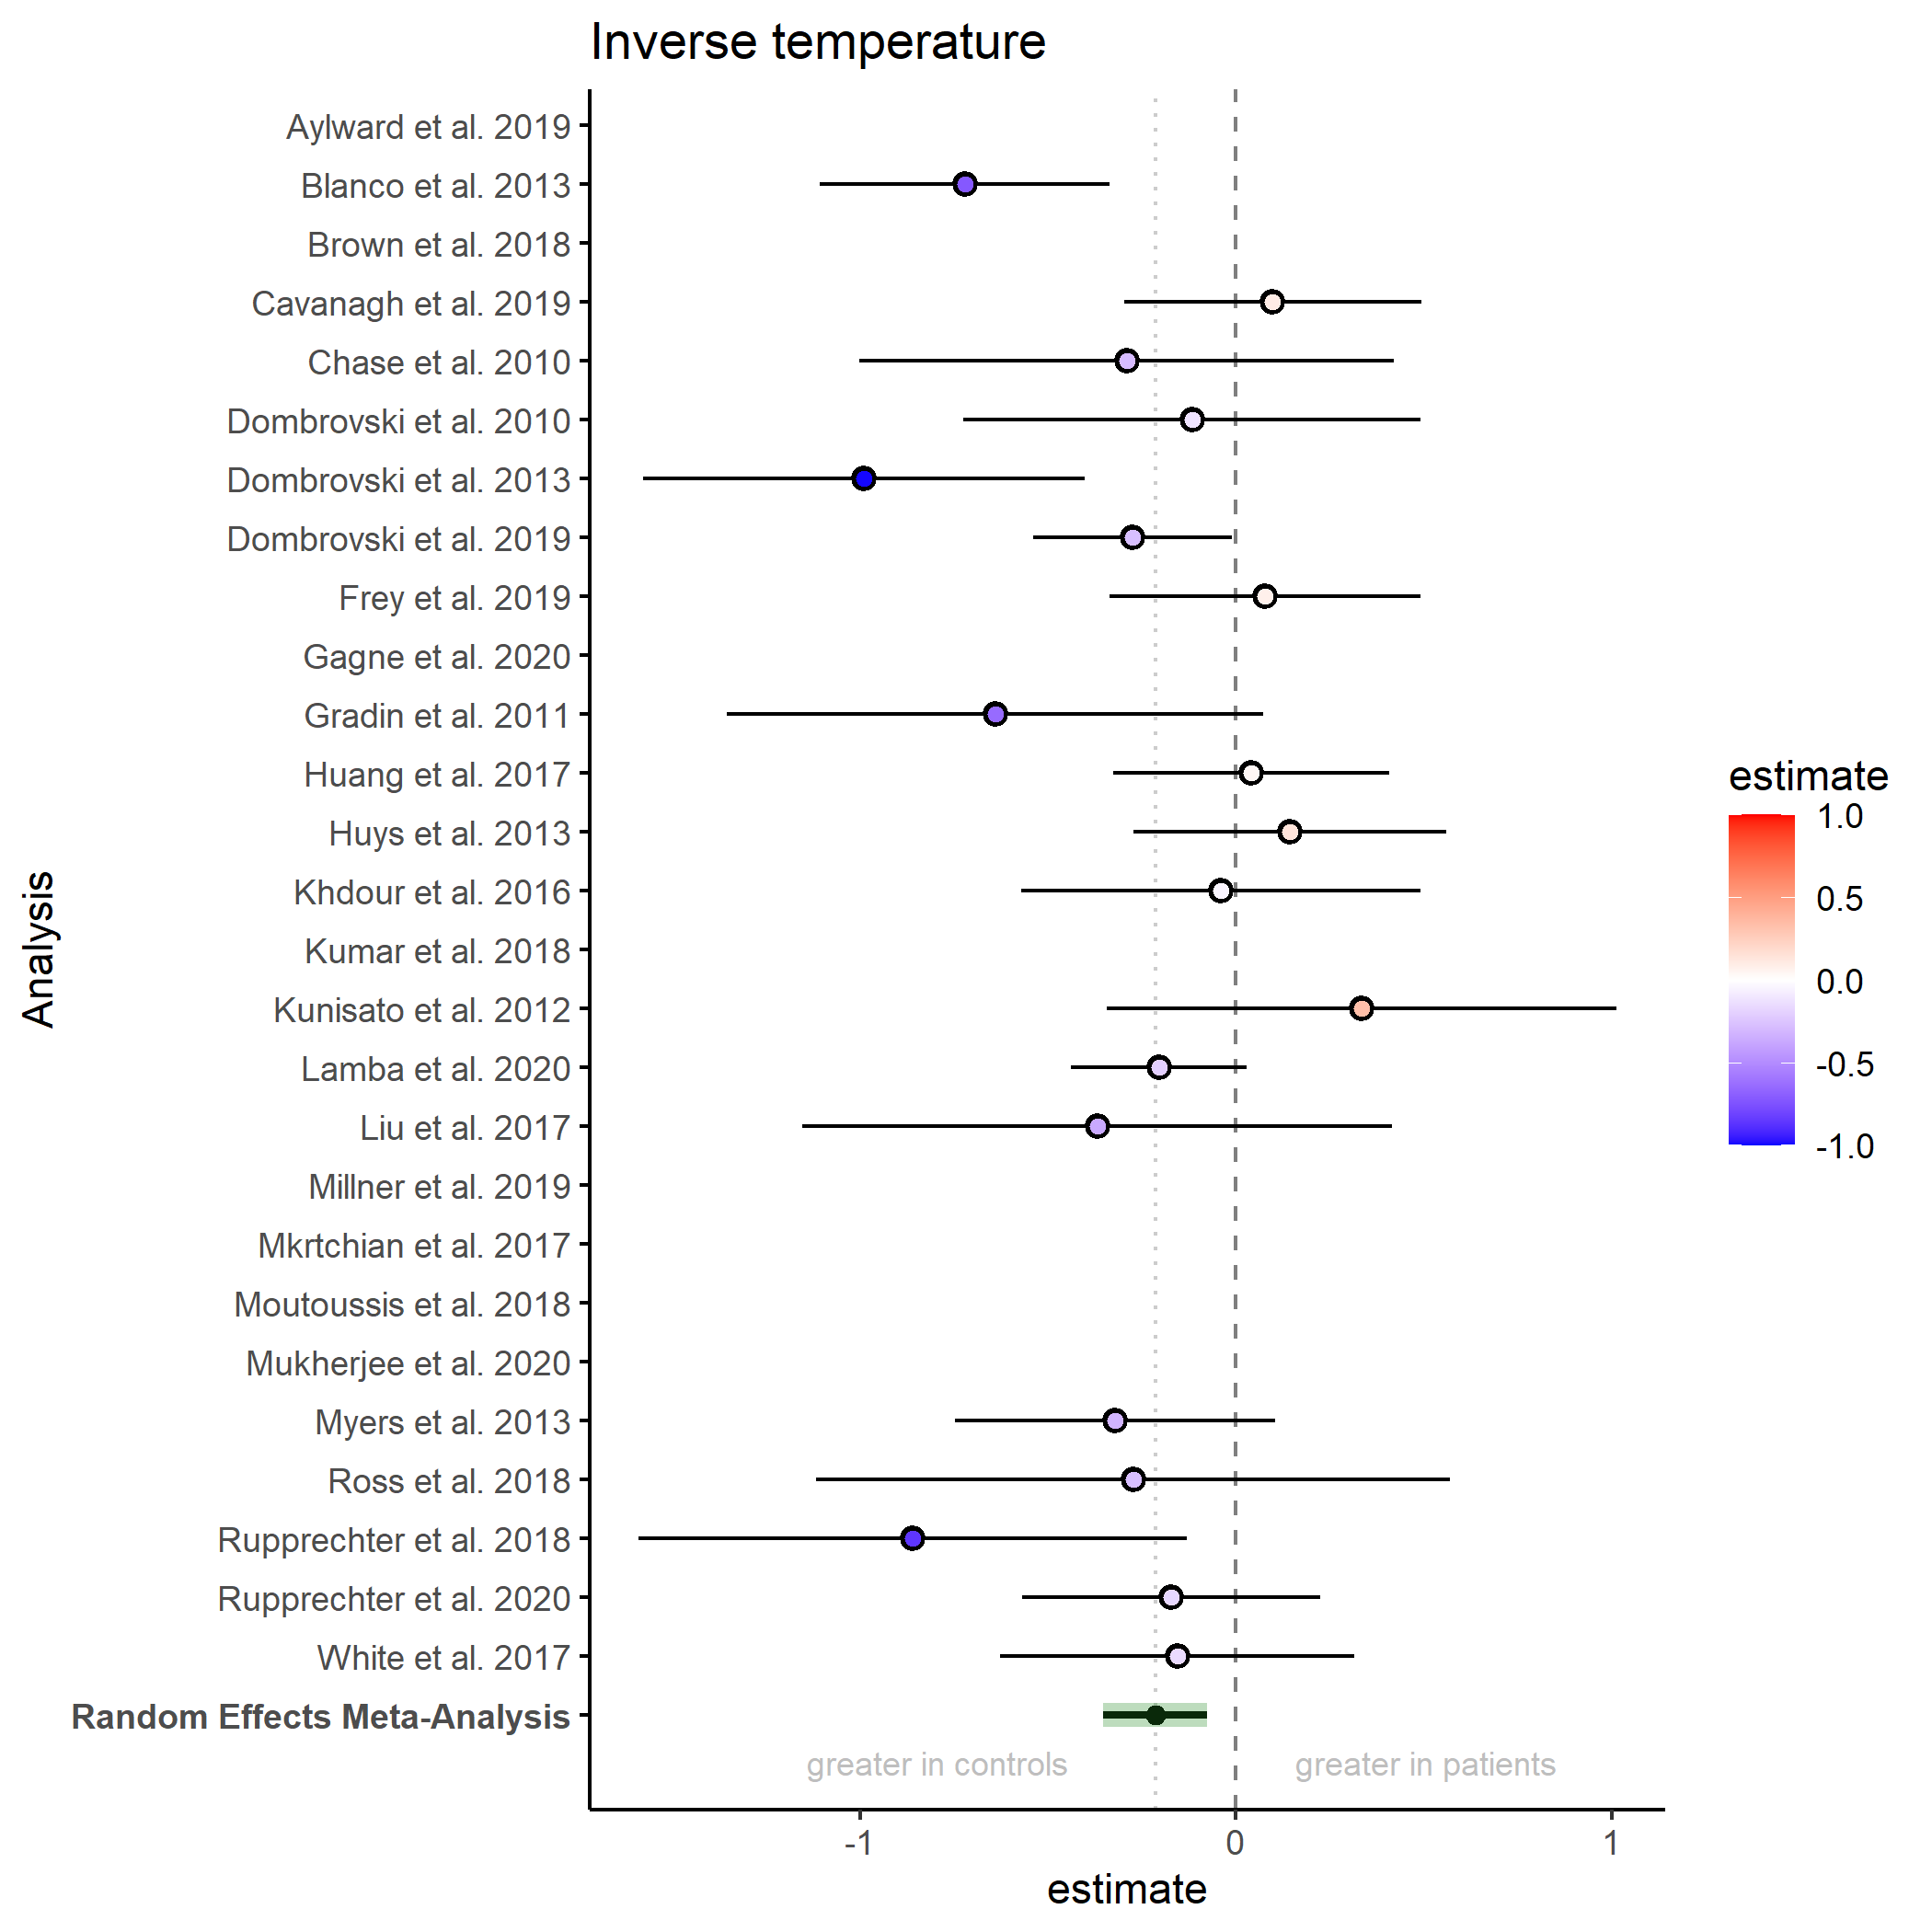 Inverse temperature
Analysis
Aylward et al. 2019
Blanco et al. 2013
Brown et al. 2018
Cavanagh et al. 2019
Chase et al. 2010
Dombrovski et al. 2010
Dombrovski et al. 2013
Dombrovski et al. 2019
Frey et al. 2019
Gagne et al. 2020
Gradin et al. 2011
Huang et al. 2017
Huys et al. 2013
Khdour et al. 2016
Kumar et al. 2018
Kunisato et al. 2012
Lamba et al. 2020
Liu et al. 2017
Millner et al. 2019
Mkrtchian et al. 2017
Moutoussis et al. 2018
Mukherjee et al. 2020
Myers et al. 2013
Ross et al. 2018
Rupprechter et al. 2018
Rupprechter et al. 2020
White et al. 2017
Random Effects Meta-Analysis
greater in controls
greater in patients
-1
0
1
estimate
estimate
1.0
0.5
0.0
-0.5
-1.0